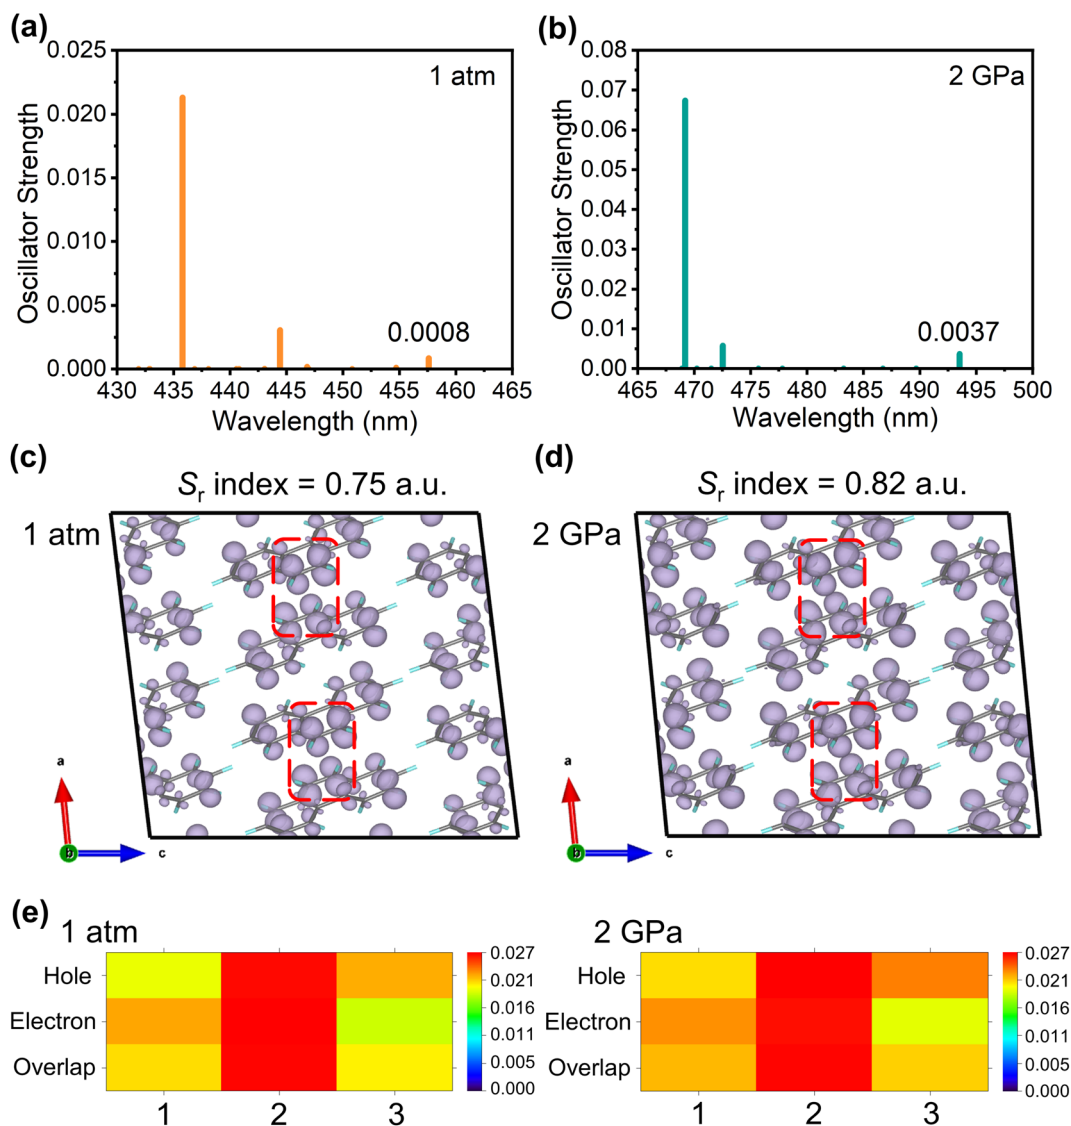 (a)
0.025
0.020
0.015
0.010
0.005
0.000
Oscillator Strength
1 atm
0.0008
430 435 440 445 450 455 460 465
Wavelength (nm)
(b)
0.08
0.07
0.06
0.05
0.04
0.03
0.02
0.01
0.00
Oscillator Strength
2 GPa
0.0037
465 470 475 480 485 490 495 500
Wavelength (nm)
(c)
Sr index = 0.75 a.u.
1 atm
a
b
c
(d)
Sr index = 0.82 a.u.
2 GPa
a
b
c
(e)
1 atm
Hole
Electron
Overlap
1 2 3
0.027
0.021
0.016
0.011
0.005
0.000
2 GPa
Hole
Electron
Overlap
1 2 3
0.027
0.021
0.016
0.011
0.005
0.000